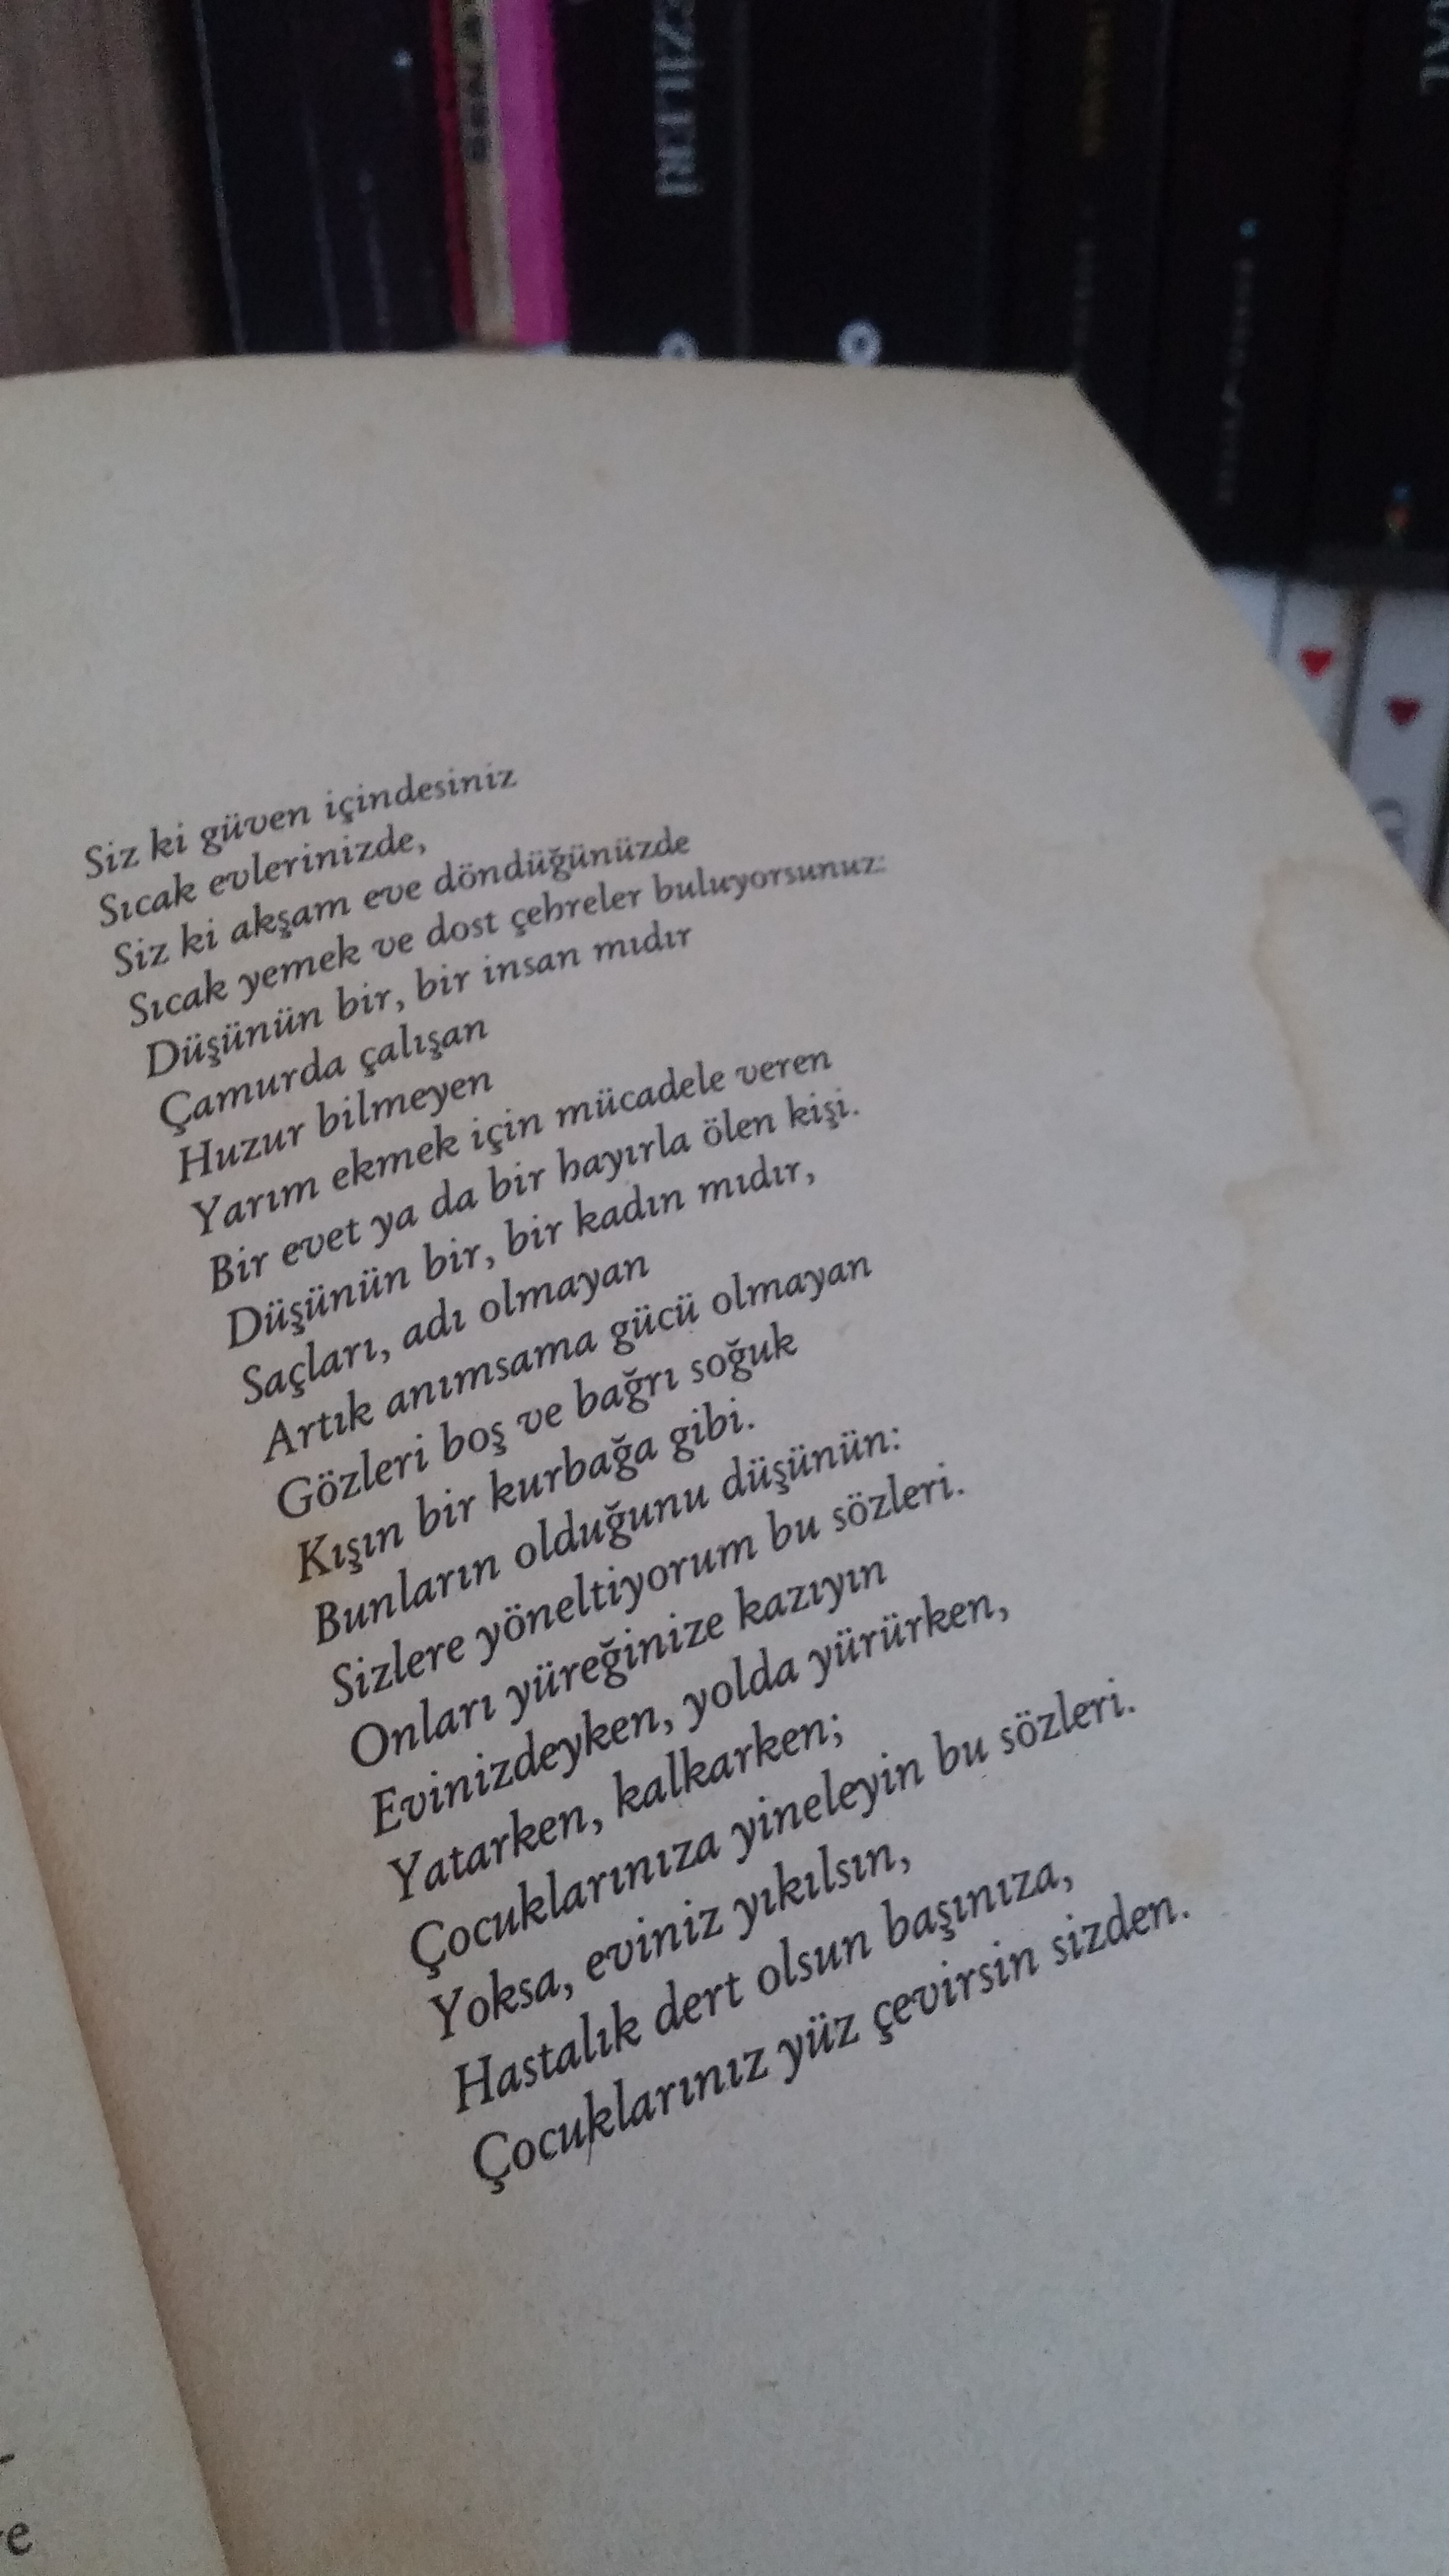 Siz ki güven içindesiniz
Sıcak evlerinizde,
Siz ki akşam eve döndüğünüzde
Sıcak yemek ve dost çehreler buluyorsunuz:
Düşünün bir, bir insan mıdır
Çamurda çalışan
Huzur bilmeyen
Yarım ekmek için mücadele veren
Bir evet ya da bir hayırla ölen kişi.
Düşünün bir, bir kadın mıdır,
Saçları, adı olmayan
Artık anımsama gücü olmayan
Gözleri boş ve bağrı soğuk
Kışın bir kurbağa gibi.
Bunların olduğunu düşünün:
Sizlere yöneltiyorum bu sözleri.
Onları yüreğinize kazıyın
Evinizdeyken, yolda yürürken,
Yatarken, kalkarken;
Çocuklarınıza yineleyin bu sözleri.
Yoksa, eviniz yıkılsın,
Hastalık dert olsun başınıza,
Çocuklarınız yüz çevirsin sizden.